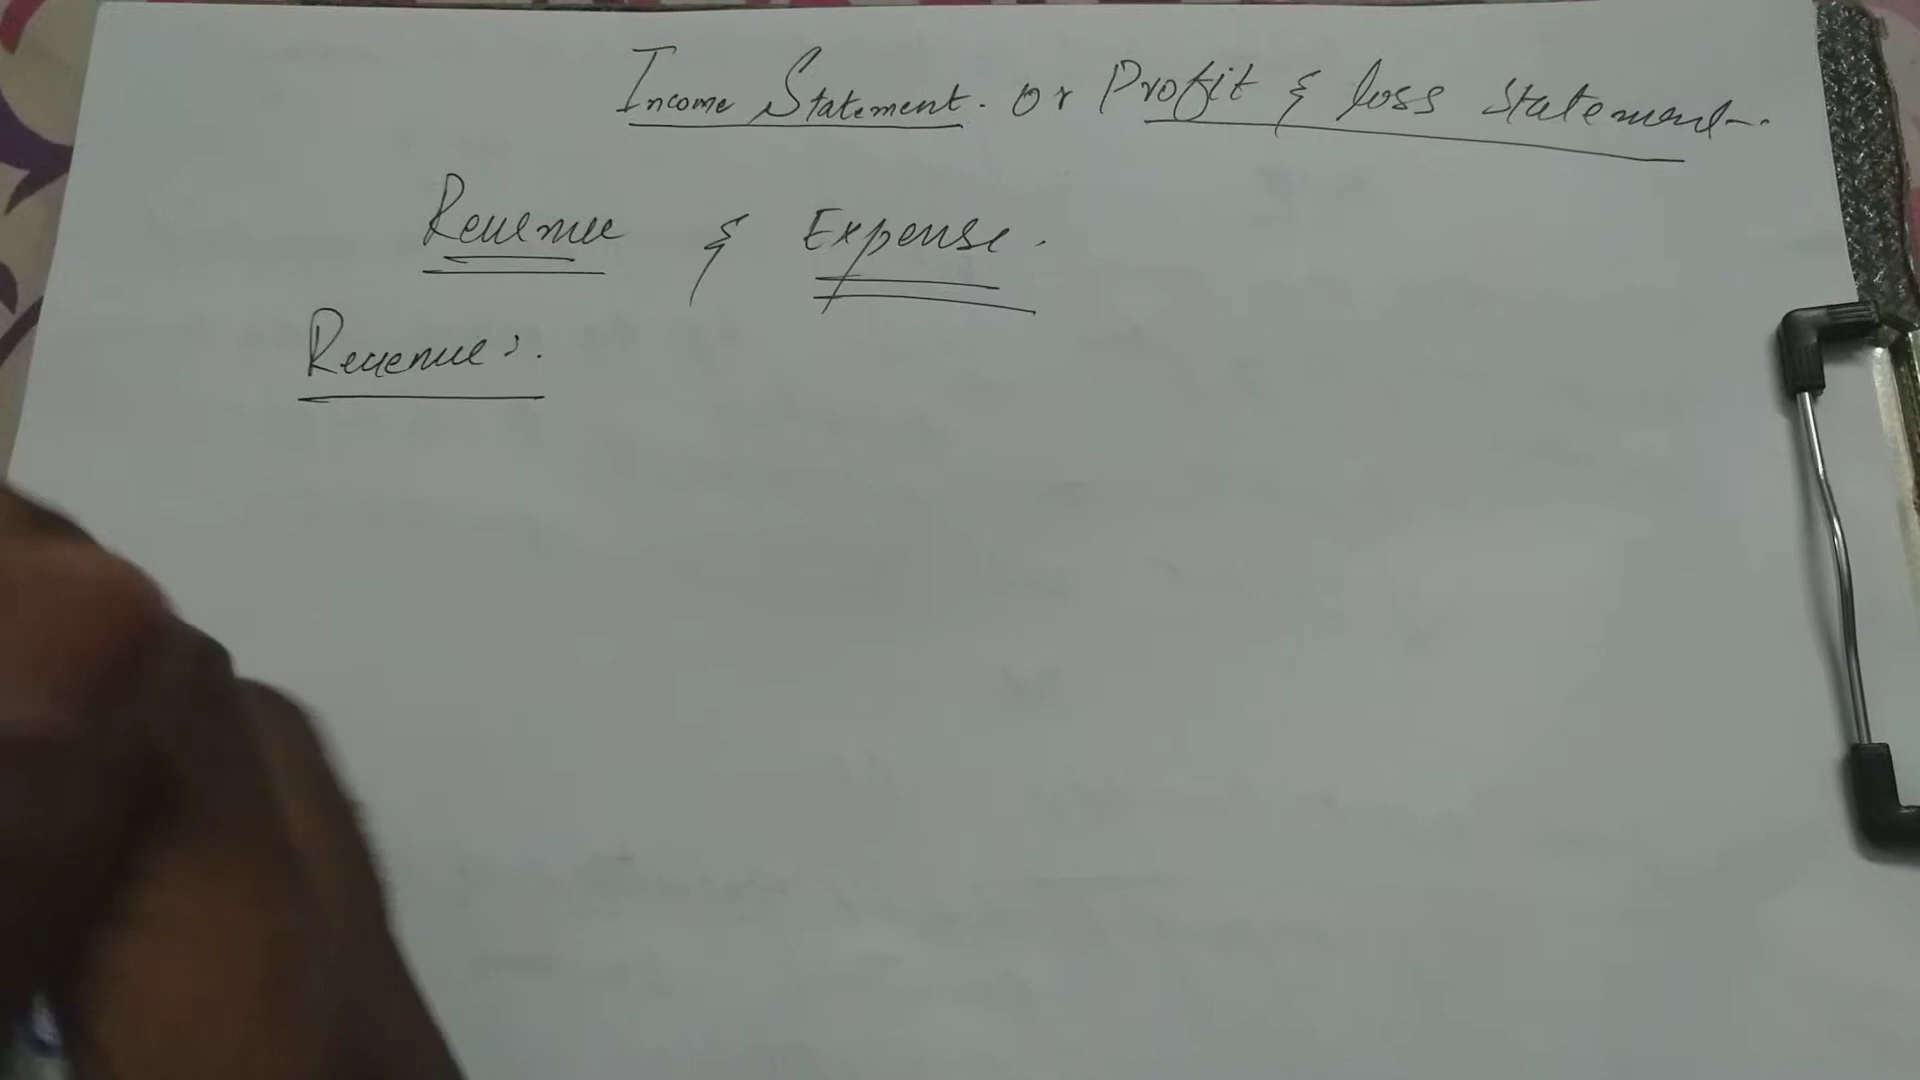 Income Statement. or Profit & loss statement.
Revenue & Expense.
Revenue:.